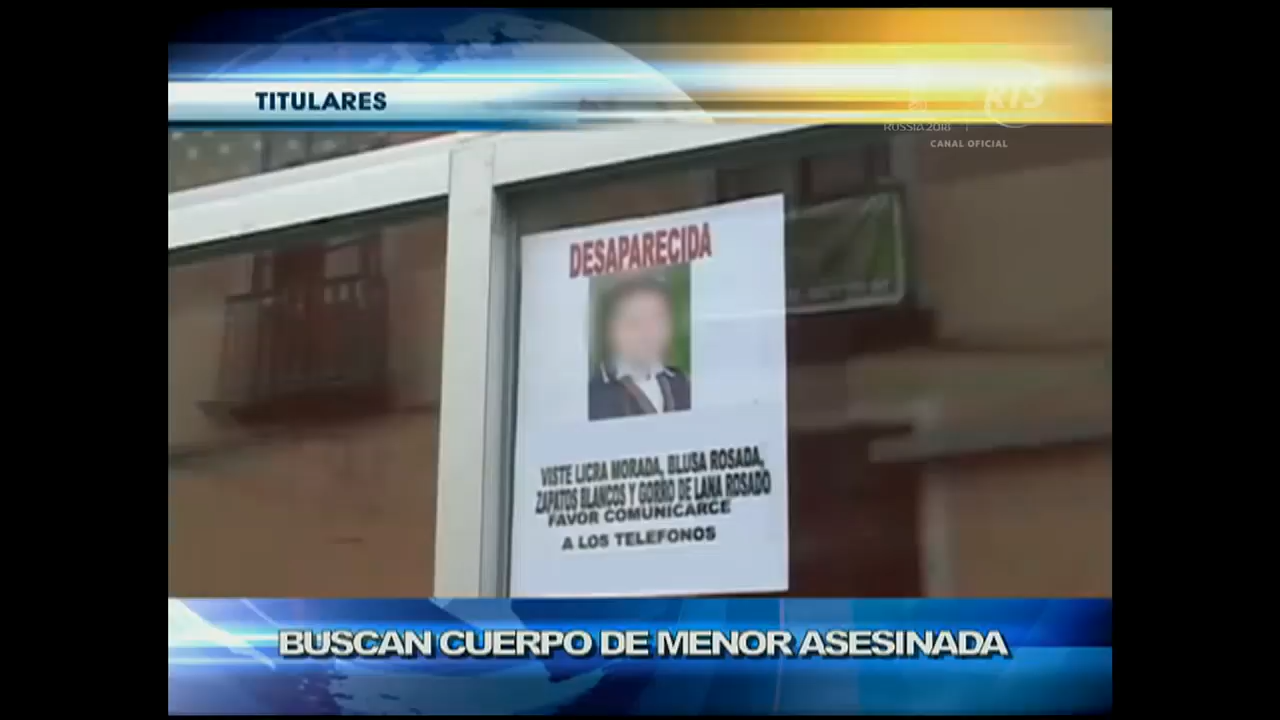 TITULARES
RTS
RUSSIA 2018
CANAL OFICIAL
DESAPARECIDA
VISTE LICRA MORADA, BLUSA ROSADA,
ZAPATOS BLANCOS Y GORRO DE LANA ROSADO
FAVOR COMUNICARCE
A LOS TELEFONOS
BUSCAN CUERPO DE MENOR ASESINADA